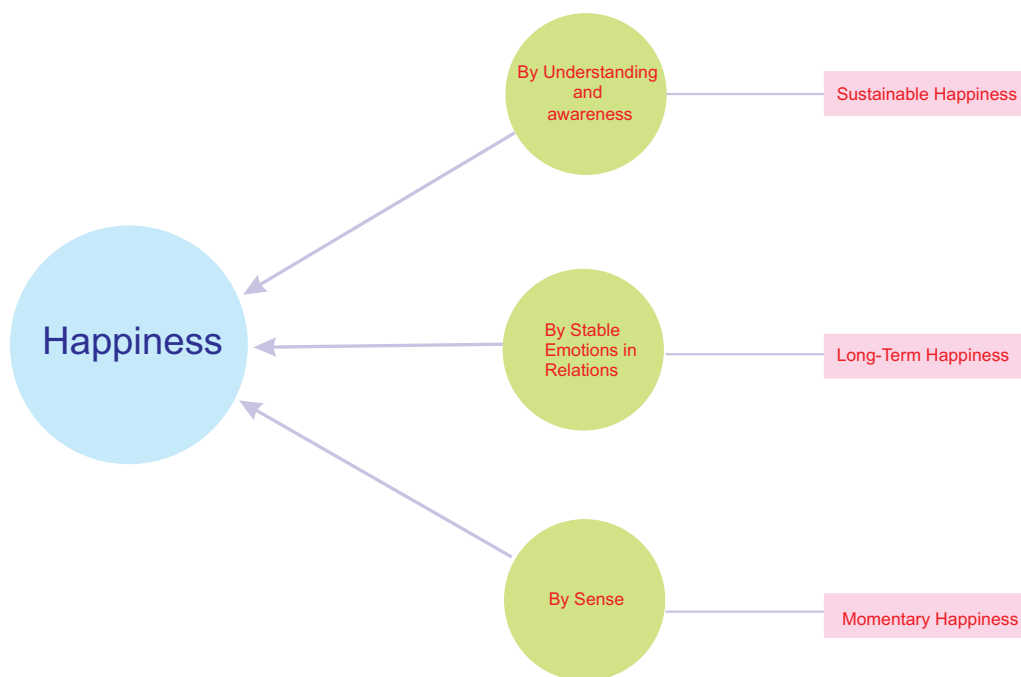 Happiness
By Understanding
and
awareness
Sustainable Happiness
By Stable
Emotions in
Relations
Long-Term Happiness
By Sense
Momentary Happiness